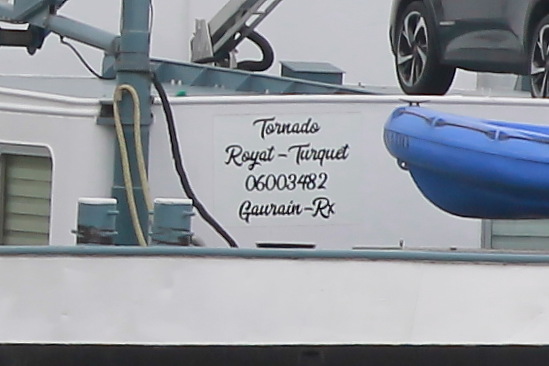 Tornado
Royat-Turquet
06003482
Gaurain-Rx